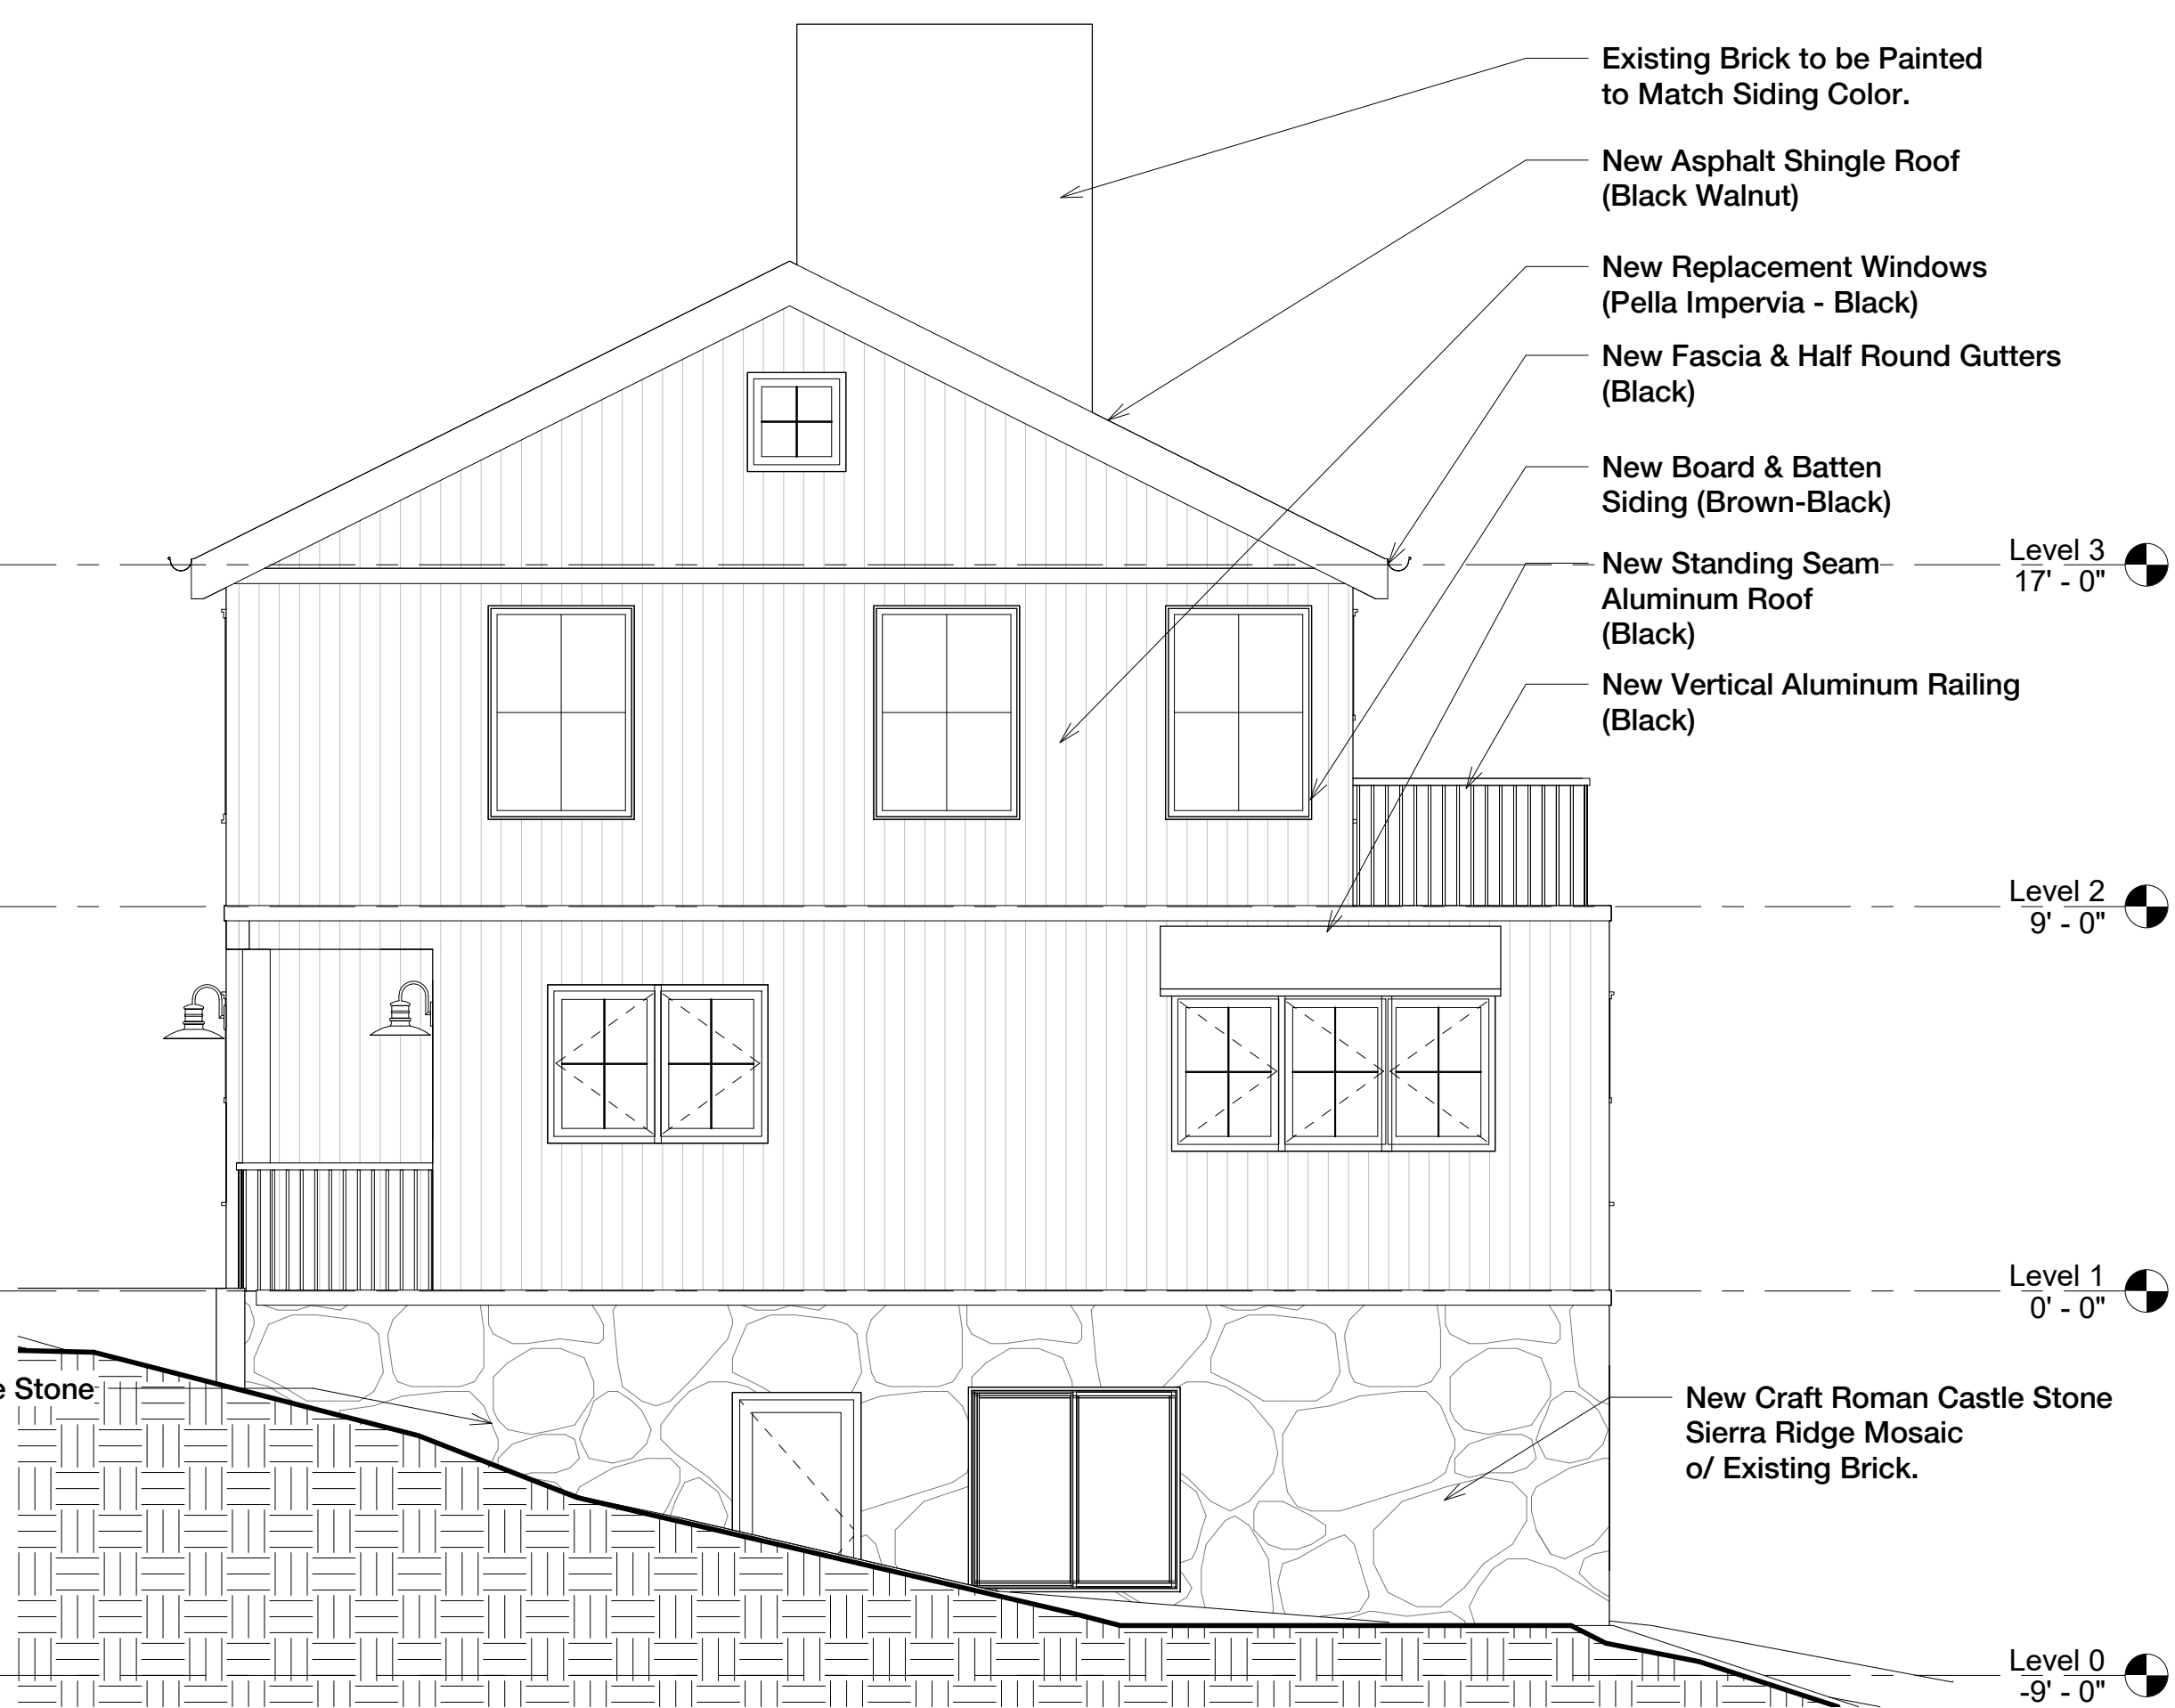 Existing Brick to be Painted
to Match Siding Color.
New Asphalt Shingle Roof
(Black Walnut)
New Replacement Windows
(Pella Impervia - Black)
New Fascia & Half Round Gutters
(Black)
New Board & Batten
Siding (Brown-Black)
New Standing Seam
Aluminum Roof
(Black)
New Vertical Aluminum Railing
(Black)
Level 3
17' - 0"
Level 2
9' - 0"
Level 1
0' - 0"
e Stone
New Craft Roman Castle Stone
Sierra Ridge Mosaic
o/ Existing Brick.
Level 0
-9' - 0"